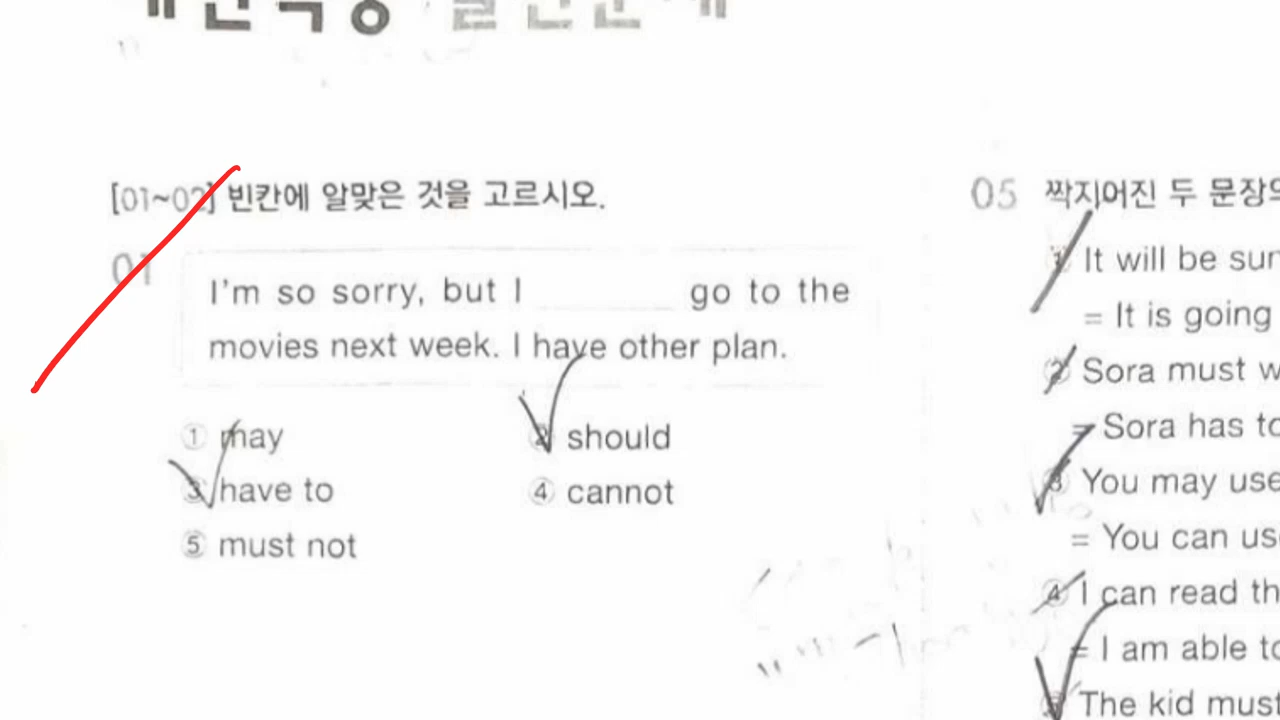 [01~02] 빈칸에 알맞은 것을 고르시오.
01
I'm so sorry, but I ________ go to the
movies next week. I have other plan.
① may
② should
③ have to
④ cannot
⑤ must not
05 짝지어진 두 문장의
① It will be sun
= It is going
② Sora must w
= Sora has to
③ You may use
= You can use
④ I can read th
= I am able to
⑤ The kid must